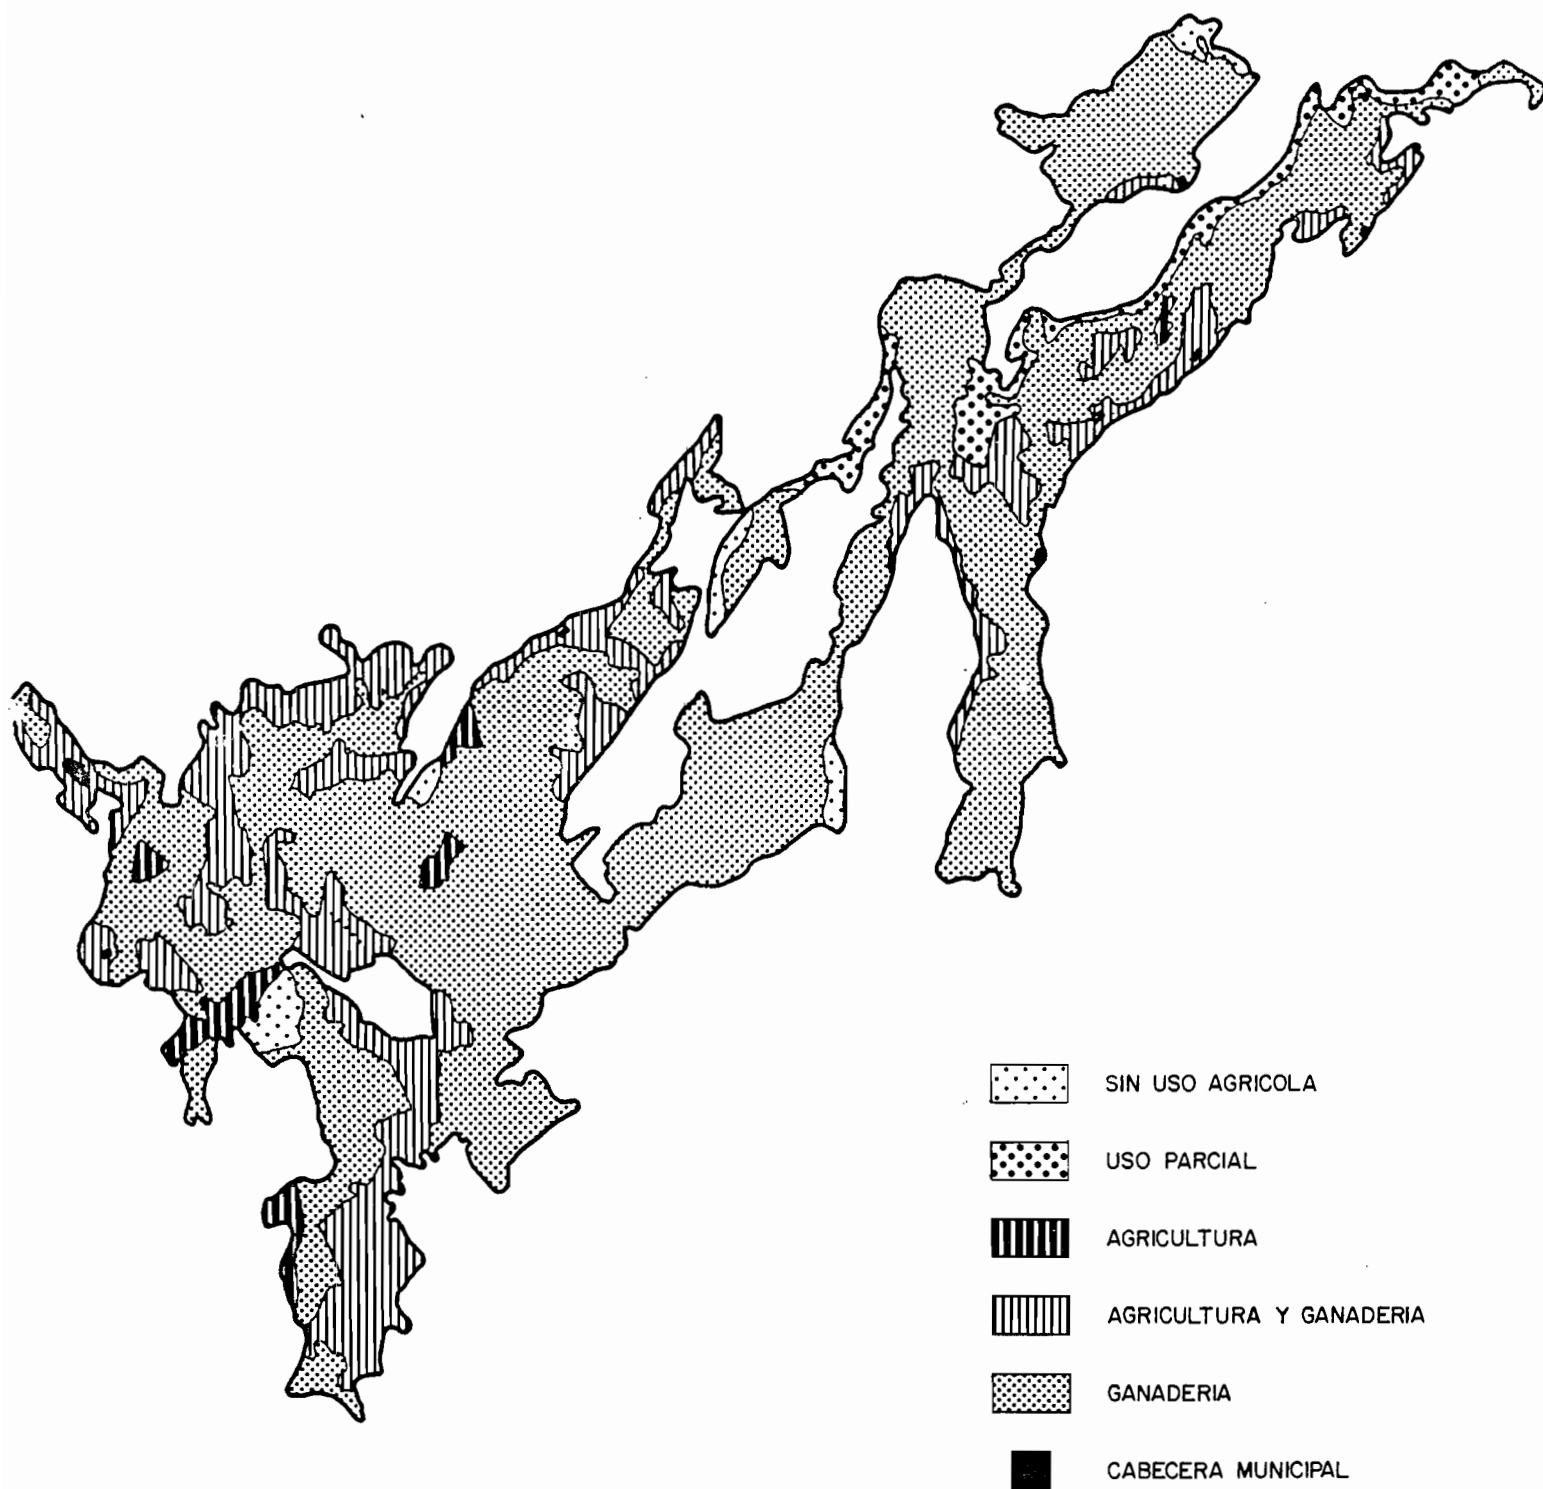 SIN USO AGRICOLA
USO PARCIAL
AGRICULTURA
AGRICULTURA Y GANADERIA
GANADERIA
CABECERA MUNICIPAL